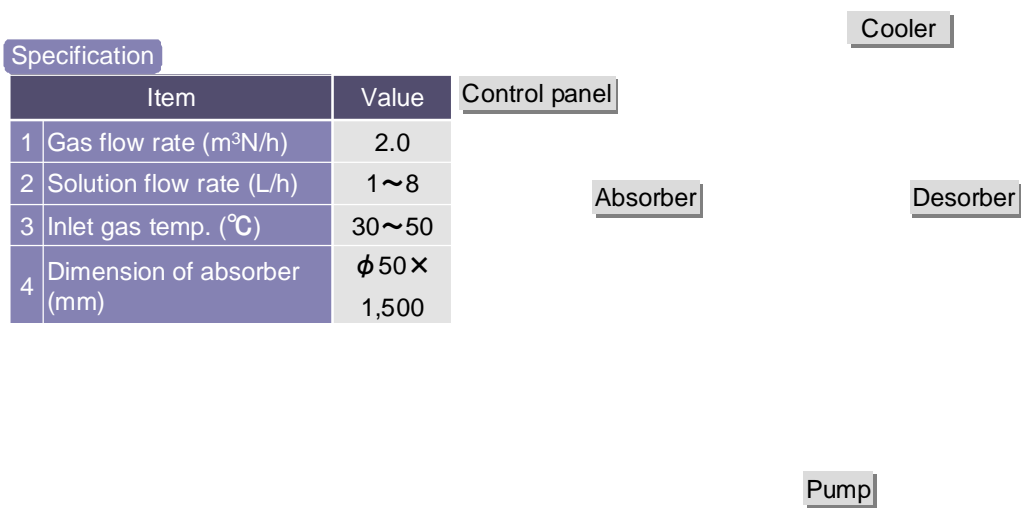 Cooler
Specification
Item Value
Control panel
1 Gas flow rate (m³N/h) 2.0
2 Solution flow rate (L/h) 1~8
Absorber
Desorber
3 Inlet gas temp. (℃) 30~50
4 Dimension of absorber (mm) φ50×
1,500
Pump